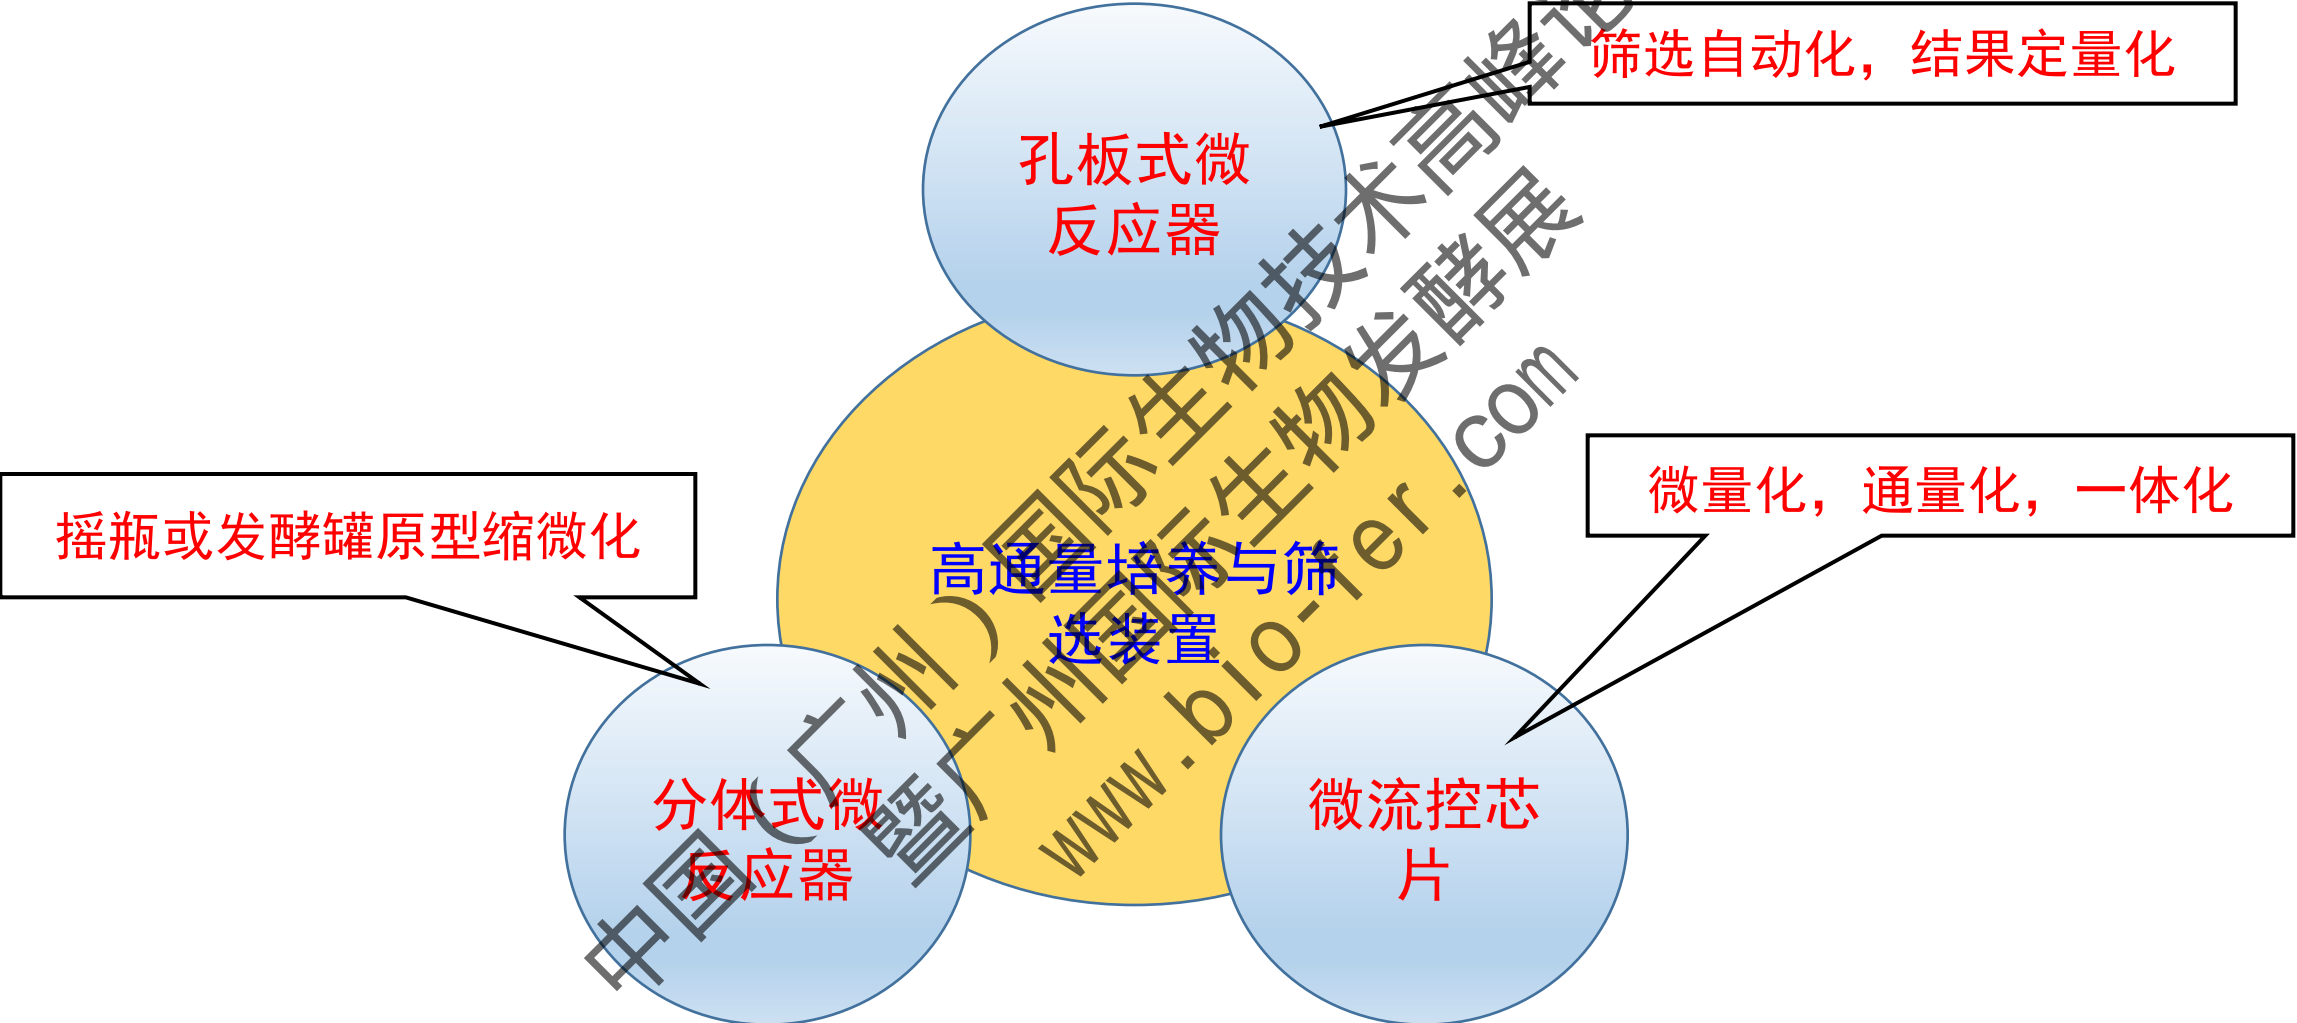 筛选自动化，结果定量化
孔板式微
反应器
微量化，通量化，一体化
摇瓶或发酵罐原型缩微化
高通量培养与筛
选装置
分体式微
反应器
微流控芯
片
中国（广州）国际生物技术高峰论
暨广州国际生物发酵展
www.bio-fer.com